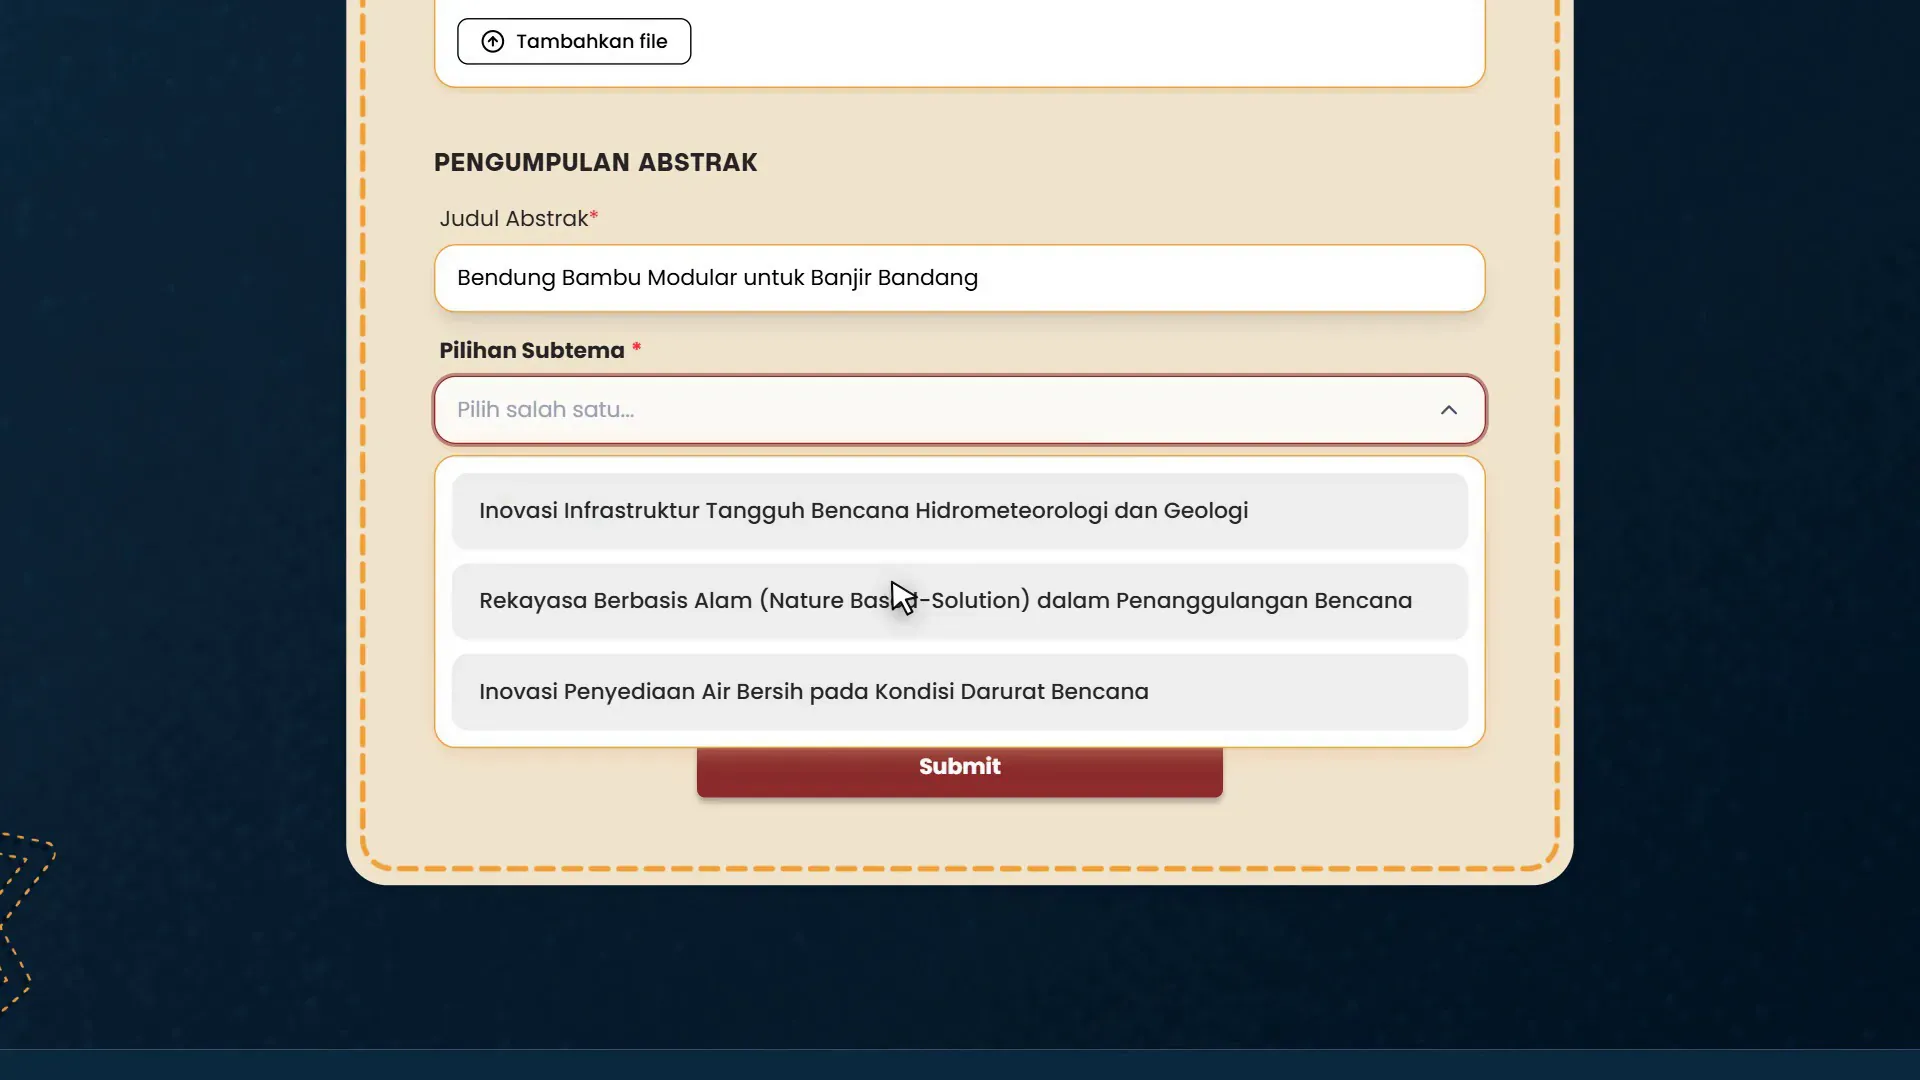 Tambahkan file
PENGUMPULAN ABSTRAK
Judul Abstrak*
Bendung Bambu Modular untuk Banjir Bandang
Pilihan Subtema *
Pilih salah satu...
Inovasi Infrastruktur Tangguh Bencana Hidrometeorologi dan Geologi
Rekayasa Berbasis Alam (Nature Based-Solution) dalam Penanggulangan Bencana
Inovasi Penyediaan Air Bersih pada Kondisi Darurat Bencana
Submit